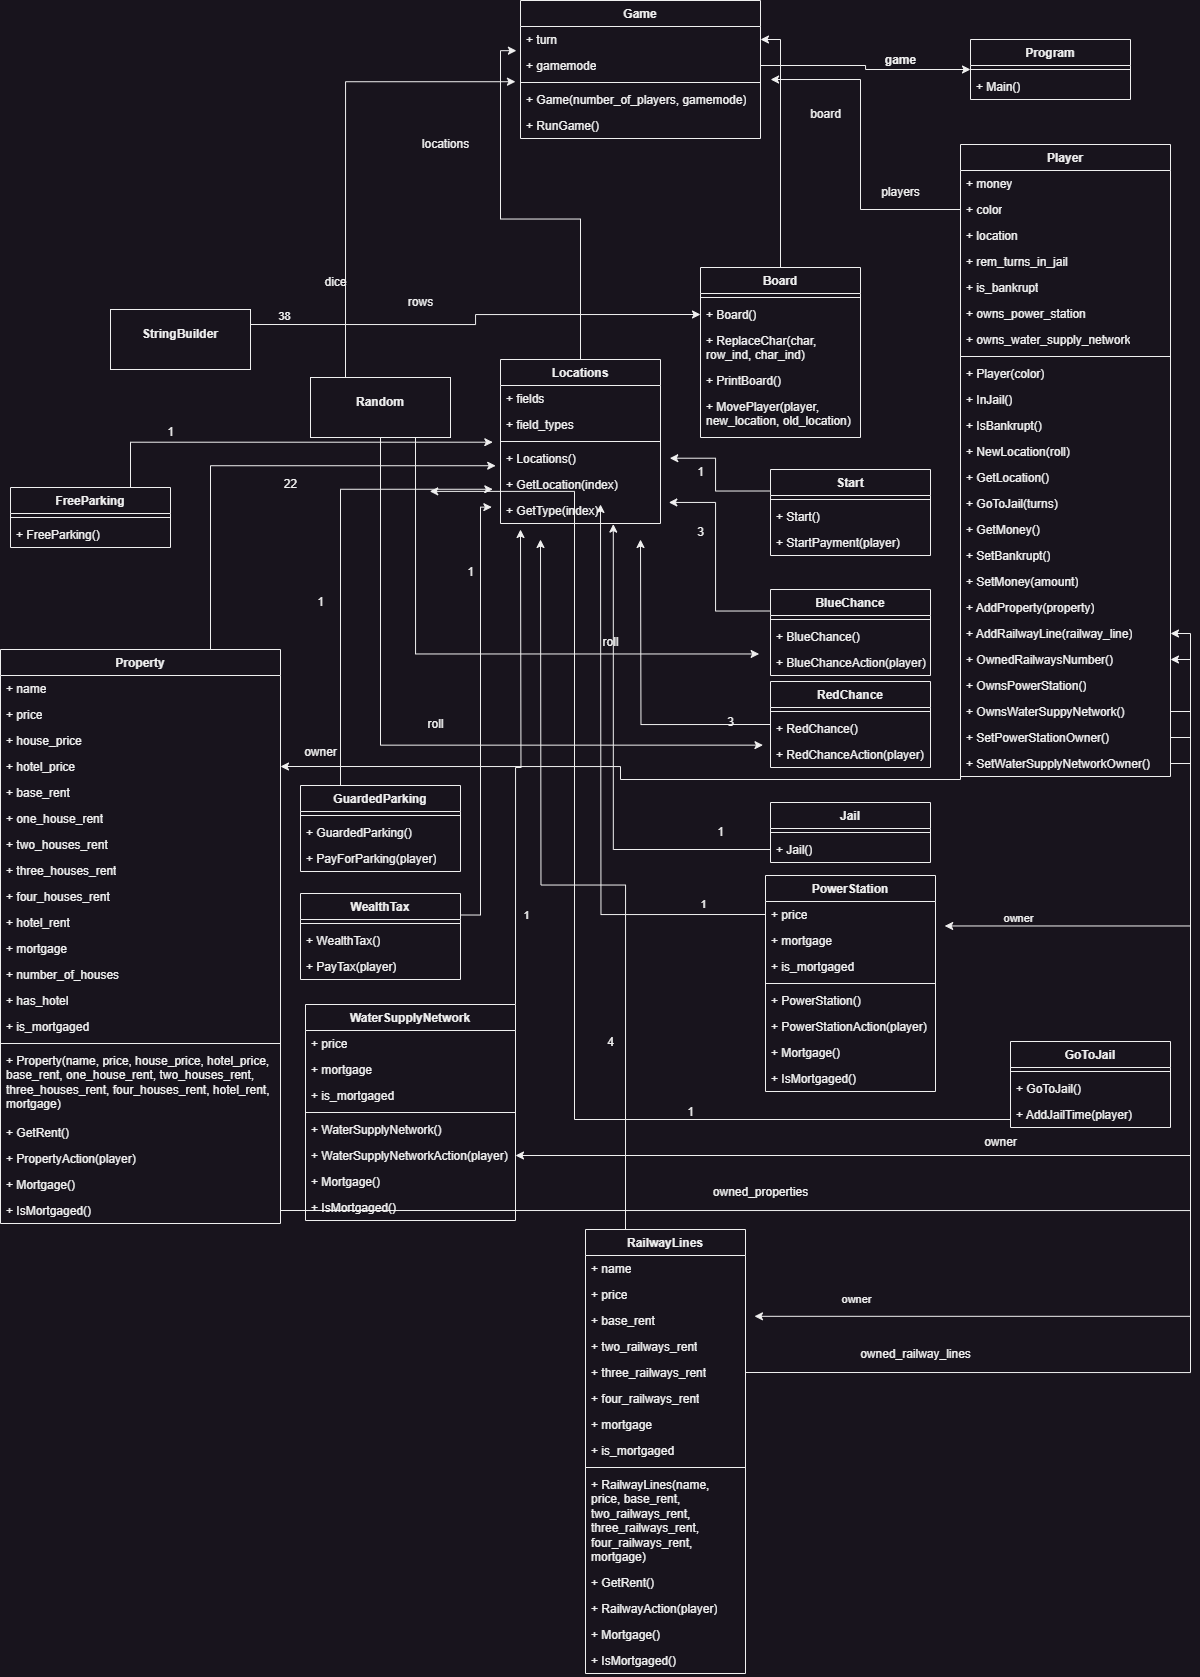 Game
+ turn
+ gamemode
+ Game(number_of_players, gamemode)
+ RunGame()
game
Program
+ Main()
board
locations
players
Player
+ money
+ color
+ location
+ rem_turns_in_jail
+ is_bankrupt
+ owns_power_station
+ owns_water_supply_network
+ Player(color)
+ InJail()
+ IsBankrupt()
+ NewLocation(roll)
+ GetLocation()
+ GoToJail(turns)
+ GetMoney()
+ SetBankrupt()
+ SetMoney(amount)
+ AddProperty(property)
+ AddRailwayLine(railway_line)
+ OwnedRailwaysNumber()
+ OwnsPowerStation()
+ OwnsWaterSuppyNetwork()
+ SetPowerStationOwner()
+ SetWaterSupplyNetworkOwner()
dice
rows
38
StringBuilder
Board
+ Board()
+ ReplaceChar(char,
row_ind, char_ind)
+ PrintBoard()
+ MovePlayer(player,
new_location, old_location)
Random
Locations
+ fields
+ field_types
+ Locations()
+ GetLocation(index)
+ GetType(index)
1
22
1
1
1
3
FreeParking
+ FreeParking()
Start
+ Start()
+ StartPayment(player)
BlueChance
+ BlueChance()
+ BlueChanceAction(player)
roll
RedChance
+ RedChance()
+ RedChanceAction(player)
roll
3
owner
Property
+ name
+ price
+ house_price
+ hotel_price
+ base_rent
+ one_house_rent
+ two_houses_rent
+ three_houses_rent
+ four_houses_rent
+ hotel_rent
+ mortgage
+ number_of_houses
+ has_hotel
+ is_mortgaged
+ Property(name, price, house_price, hotel_price,
base_rent, one_house_rent, two_houses_rent,
three_houses_rent, four_houses_rent, hotel_rent,
mortgage)
+ GetRent()
+ PropertyAction(player)
+ Mortgage()
+ IsMortgaged()
GuardedParking
+ GuardedParking()
+ PayForParking(player)
WealthTax
+ WealthTax()
+ PayTax(player)
1
Jail
+ Jail()
1
PowerStation
+ price
+ mortgage
+ is_mortgaged
+ PowerStation()
+ PowerStationAction(player)
+ Mortgage()
+ IsMortgaged()
1
owner
WaterSupplyNetwork
+ price
+ mortgage
+ is_mortgaged
+ WaterSupplyNetwork()
+ WaterSupplyNetworkAction(player)
+ Mortgage()
+ IsMortgaged()
4
GoToJail
+ GoToJail()
+ AddJailTime(player)
1
owner
owned_properties
RailwayLines
+ name
+ price
+ base_rent
+ two_railways_rent
+ three_railways_rent
+ four_railways_rent
+ mortgage
+ is_mortgaged
+ RailwayLines(name,
price, base_rent,
two_railways_rent,
three_railways_rent,
four_railways_rent,
mortgage)
+ GetRent()
+ RailwayAction(player)
+ Mortgage()
+ IsMortgaged()
owner
owned_railway_lines